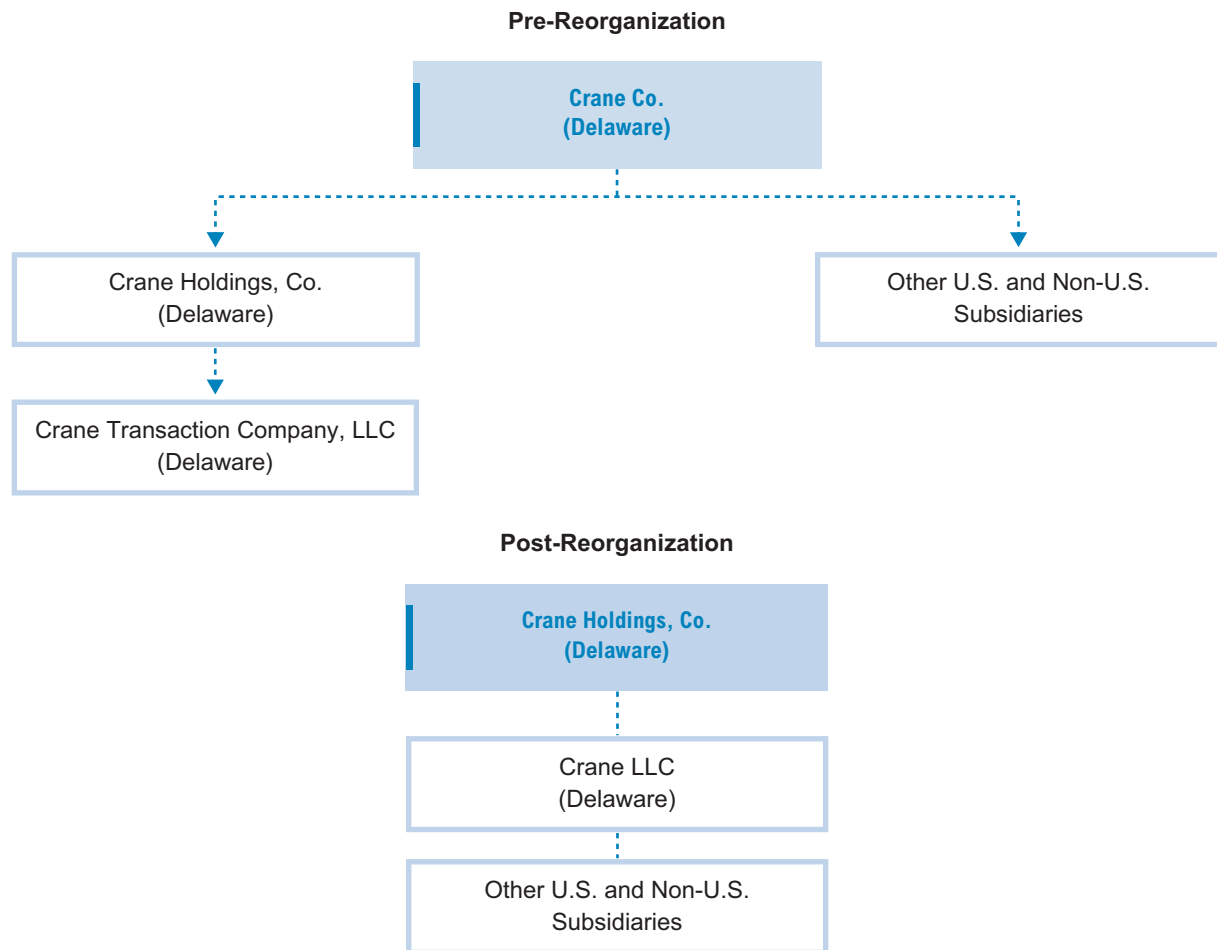 Pre-Reorganization
Crane Co.
(Delaware)
Crane Holdings, Co.
(Delaware)
Other U.S. and Non-U.S.
Subsidiaries
Crane Transaction Company, LLC
(Delaware)
Post-Reorganization
Crane Holdings, Co.
(Delaware)
Crane LLC
(Delaware)
Other U.S. and Non-U.S.
Subsidiaries